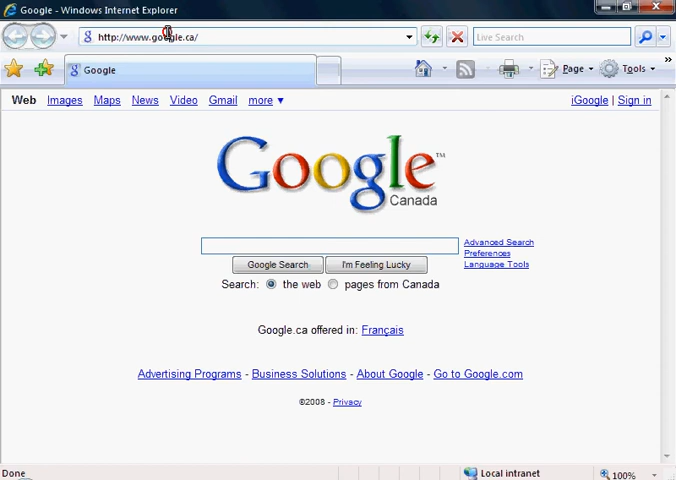 Google - Windows Internet Explorer
http://www.google.ca/
Live Search
Google
Page
Tools
Web Images Maps News Video Gmail more ▼
iGoogle | Sign in
Google™
Canada
Advanced Search
Preferences
Language Tools
Google Search I'm Feeling Lucky
Search: the web pages from Canada
Google.ca offered in: Français
Advertising Programs - Business Solutions - About Google - Go to Google.com
©2008 - Privacy
Done
Local intranet
100%